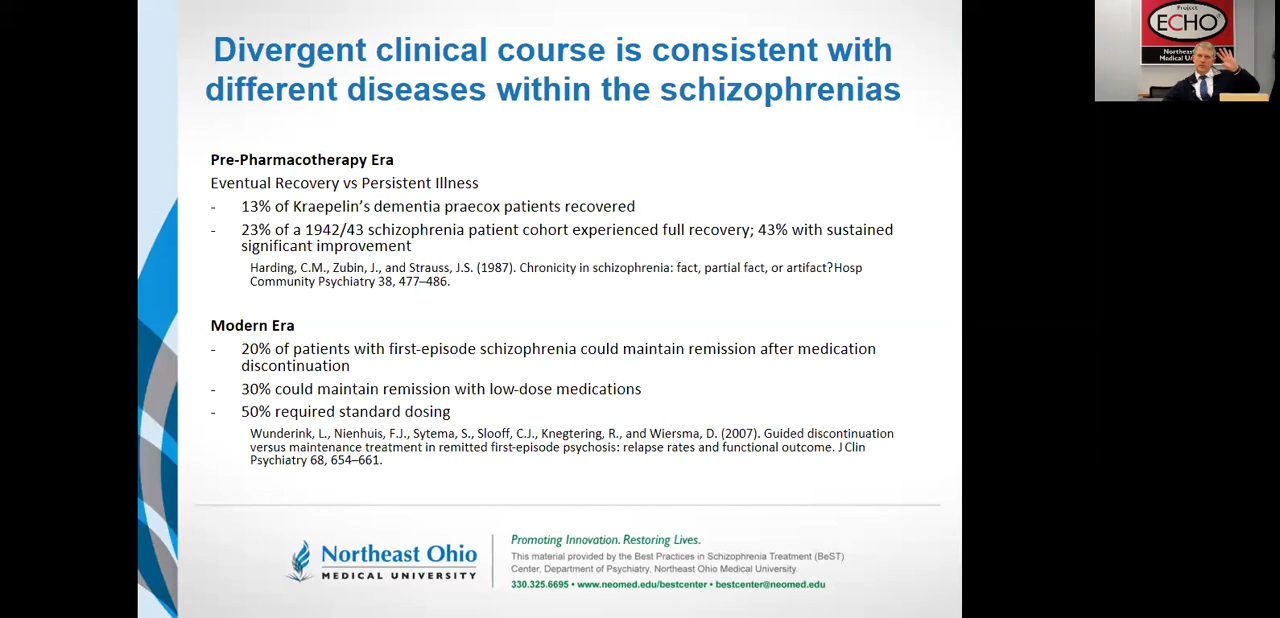 Divergent clinical course is consistent with
different diseases within the schizophrenias
Pre-Pharmacotherapy Era
Eventual Recovery vs Persistent Illness
- 13% of Kraepelin's dementia praecox patients recovered
- 23% of a 1942/43 schizophrenia patient cohort experienced full recovery; 43% with sustained
significant improvement
Harding, C.M., Zubin, J., and Strauss, J.S. (1987). Chronicity in schizophrenia: fact, partial fact, or artifact?Hosp
Community Psychiatry 38, 477–486.
Modern Era
- 20% of patients with first-episode schizophrenia could maintain remission after medication
discontinuation
- 30% could maintain remission with low-dose medications
- 50% required standard dosing
Wunderink, L., Nienhuis, F.J., Sytema, S., Slooff, C.J., Knegtering, R., and Wiersma, D. (2007). Guided discontinuation
versus maintenance treatment in remitted first-episode psychosis: relapse rates and functional outcome. J Clin
Psychiatry 68, 654–661.
Northeast Ohio
MEDICAL UNIVERSITY
Promoting Innovation. Restoring Lives.
This material provided by the Best Practices in Schizophrenia Treatment (BeST)
Center, Department of Psychiatry, Northeast Ohio Medical University.
330.325.6695 • www.neomed.edu/bestcenter • bestcenter@neomed.edu
Project
ECHO®
Northeast
Medical